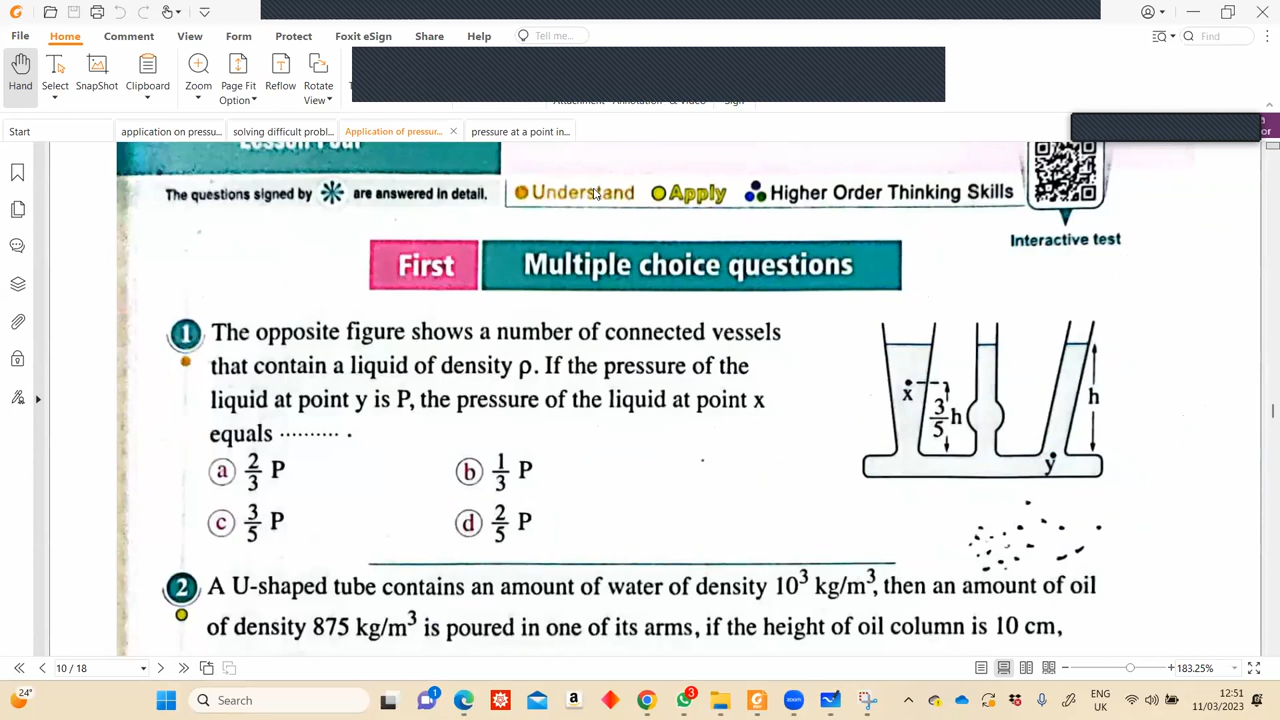 File Home Comment View Form Protect Foxit eSign Share Help Tell me... Find
Hand Select SnapShot Clipboard Zoom Page Fit Option Reflow Rotate View
Start application on pressu... solving difficult probl... Application of pressur... pressure at a point in...
The questions signed by are answered in detail. Understand Apply Higher Order Thinking Skills
Interactive test
First Multiple choice questions
1 The opposite figure shows a number of connected vessels
that contain a liquid of density ρ. If the pressure of the
liquid at point y is P, the pressure of the liquid at point x
equals .......... .
a 2/3 P b 1/3 P
c 3/5 P d 2/5 P
x 3/5 h h y
2 A U-shaped tube contains an amount of water of density 10³ kg/m³, then an amount of oil
of density 875 kg/m³ is poured in one of its arms, if the height of oil column is 10 cm,
10 / 18 183.25%
24° Search 1 3 zoom ENG 12:51
UK 11/03/2023